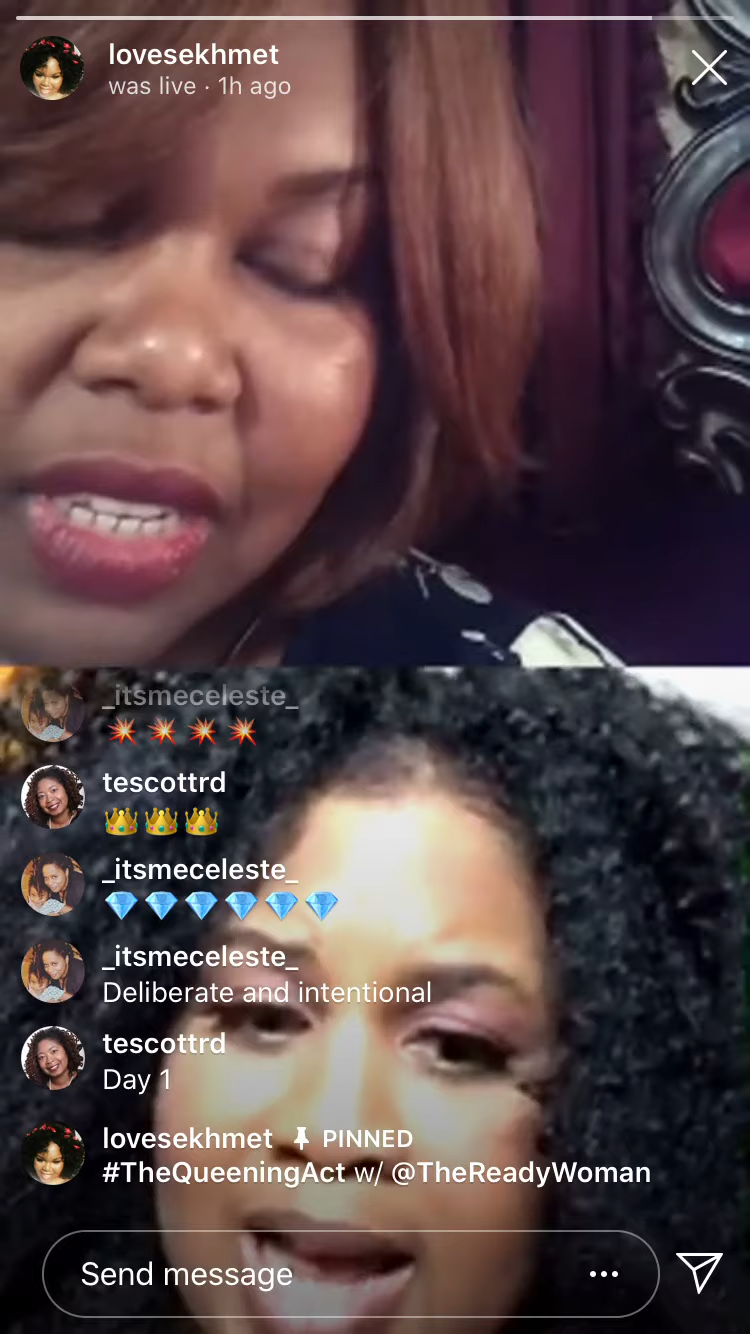 lovesekhmet
was live · 1h ago
_itsmeceleste_
💥 💥 💥 💥
tescottrd
👑👑👑
_itsmeceleste_
💎💎💎💎💎💎
_itsmeceleste_
Deliberate and intentional
tescottrd
Day 1
lovesekhmet 📌 PINNED
#TheQueeningAct w/ @TheReadyWoman
Send message